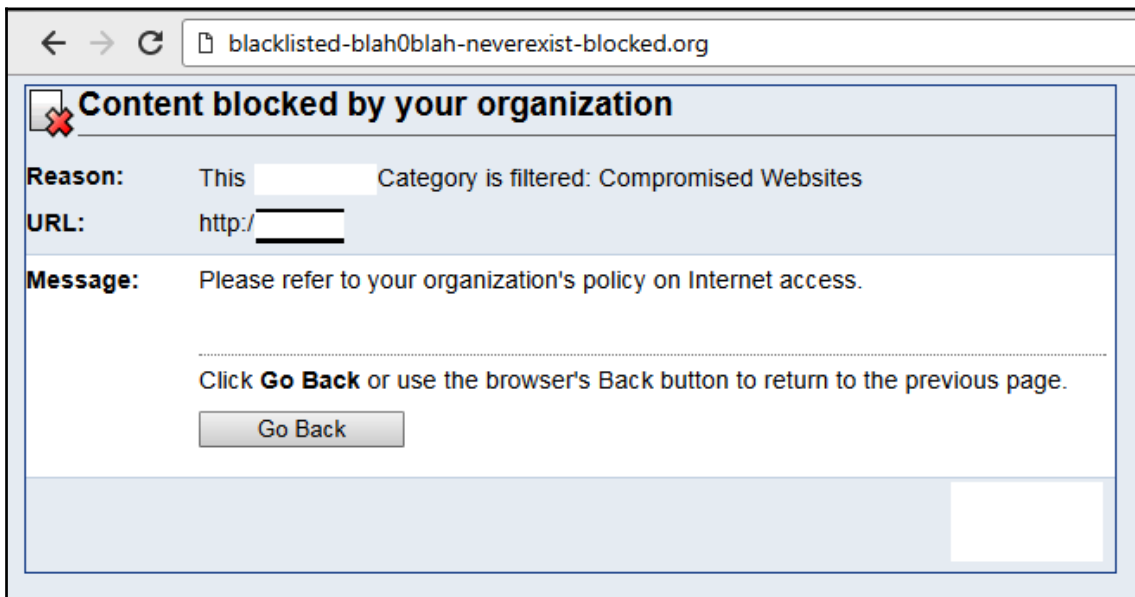 blacklisted-blah0blah-neverexist-blocked.org
Content blocked by your organization
Reason: This Category is filtered: Compromised Websites
URL: http:/
Message: Please refer to your organization's policy on Internet access.
Click Go Back or use the browser's Back button to return to the previous page.
Go Back